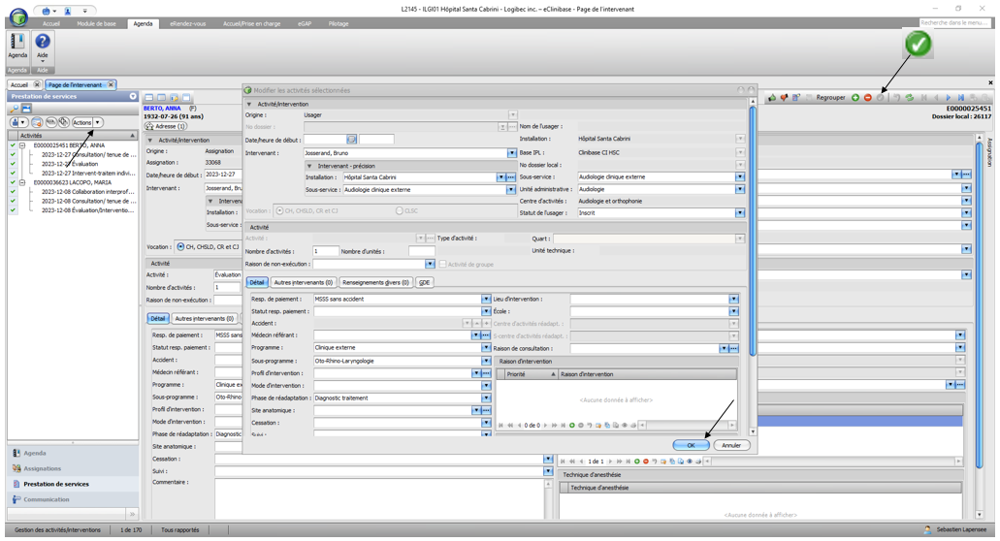 L2145 - ILGI01 Hôpital Santa Cabrini - Logibec inc. - eClinibase - Page de l'intervenant
Accueil Module de base Agenda eRendez-vous Accueil/Prise en charge eGAP Pilotage
Recherche dans le menu...
Agenda Aide
Agenda Aide
Accueil Page de l'intervenant
Prestation de services
Actions
Activités
E0000025451 BERTO, ANNA
2023-12-27 Consultation/ tenue de ...
2023-12-27 Évaluation
2023-12-27 Intervent-traitem indivi...
E0000036623 LACOPO, MARIA
2023-12-08 Collaboration interprof...
2023-12-08 Consultation/ tenue de ...
2023-12-08 Évaluation/Interventio...
Agenda
Assignations
Prestation de services
Communication
BERTO, ANNA (F)
1932-07-26 (91 ans)
Adresse (1)
Regrouper
E0000025451
Dossier local : 26117
Assignation
Activité/intervention
Origine : Assignation
Assignation : 33068
Date/heure de début : 2023-12-27
Intervenant : Josserand, Bru
Interven
Installation :
Sous-service :
Vocation : CH, CHSLD, CR et CJ
Activité
Activité : Évaluation
Nombre d'activités : 1
Raison de non-exécution :
Détail Autres intervenants (0)
Resp. de paiement : MSSS sans
Statut resp. paiement :
Accident :
Médecin référant :
Programme : Clinique ex
Sous-programme : Oto-Rhino
Profil d'intervention :
Mode d'intervention :
Phase de réadaptation : Diagnostic
Site anatomique :
Cessation :
Suivi :
Commentaire :
1 de 1
Technique d'anesthésie
Technique d'anesthésie
<Aucune donnée à afficher>
Modifier les activités sélectionnées
Activité/intervention
Origine : Usager
No dossier : Nom de l'usager :
Date/heure de début : Installation : Hôpital Santa Cabrini
Intervenant : Josserand, Bruno Base IPL : Clinibase CI HSC
Intervenant - précision No dossier local :
Installation : Hôpital Santa Cabrini Sous-service : Audiologie clinique externe
Sous-service : Audiologie clinique externe Unité administrative : Audiologie
Centre d'activités : Audiologie et orthophonie
Vocation : CH, CHSLD, CR et CJ CLSC Statut de l'usager : Inscrit
Activité
Activité : Type d'activité : Quart :
Nombre d'activités : 1 Nombre d'unités : Unité technique :
Raison de non-exécution : Activité de groupe
Détail Autres intervenants (0) Renseignements divers (0) GDE
Resp. de paiement : MSSS sans accident Lieu d'intervention :
Statut resp. paiement : École :
Accident : Centre d'activités réadapt. :
Médecin référant : S-centre d'activités réadapt. :
Programme : Clinique externe Raison de consultation :
Sous-programme : Oto-Rhino-Laryngologie Raison d'intervention
Profil d'intervention : Priorité Raison d'intervention
Mode d'intervention :
Phase de réadaptation : Diagnostic traitement <Aucune donnée à afficher>
Site anatomique :
Cessation : 0 de 0
Suivi :
OK Annuler
Gestion des activités/interventions 1 de 170 Tous rapportés Sebastien Lapensee